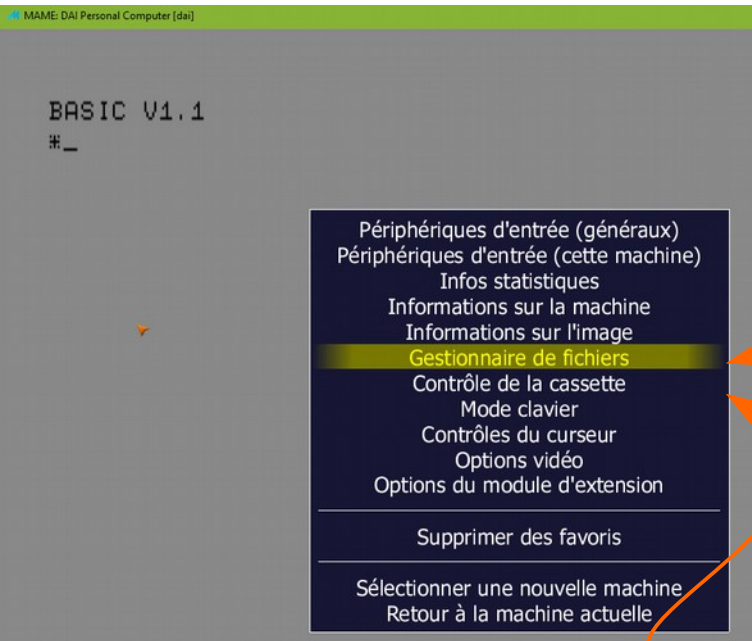 MAME: DAI Personal Computer [dai]
BASIC V1.1
*_
Périphériques d'entrée (généraux)
Périphériques d'entrée (cette machine)
Infos statistiques
Informations sur la machine
Informations sur l'image
Gestionnaire de fichiers
Contrôle de la cassette
Mode clavier
Contrôles du curseur
Options vidéo
Options du module d'extension
Supprimer des favoris
Sélectionner une nouvelle machine
Retour à la machine actuelle